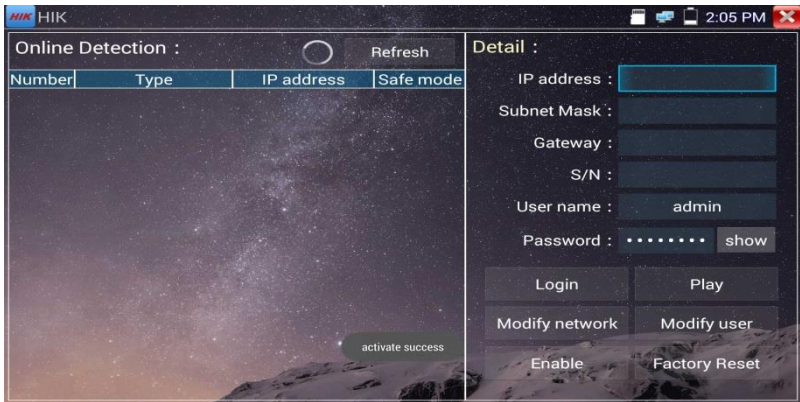 HIK HIK
2:05 PM
Online Detection :
Refresh
Number Type IP address Safe mode
activate success
Detail :
IP address :
Subnet Mask :
Gateway :
S/N :
User name : admin
Password : •••••••• show
Login Play
Modify network Modify user
Enable Factory Reset